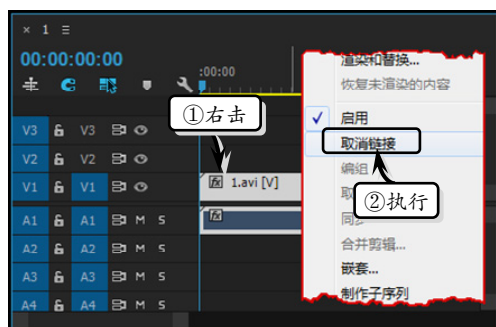 × 1 ≡
00:00:00:00
:00:00
①右击
V3 V3
V2 V2
V1 V1 fx 1.avi [V]
A1 A1 M S fx
A2 A2 M S
A3 A3 M S
A4 A4 M S
渲染和替换...
恢复未渲染的内容
✓ 启用
取消链接
编组
②执行
取
同步
合并剪辑...
嵌套...
制作子序列